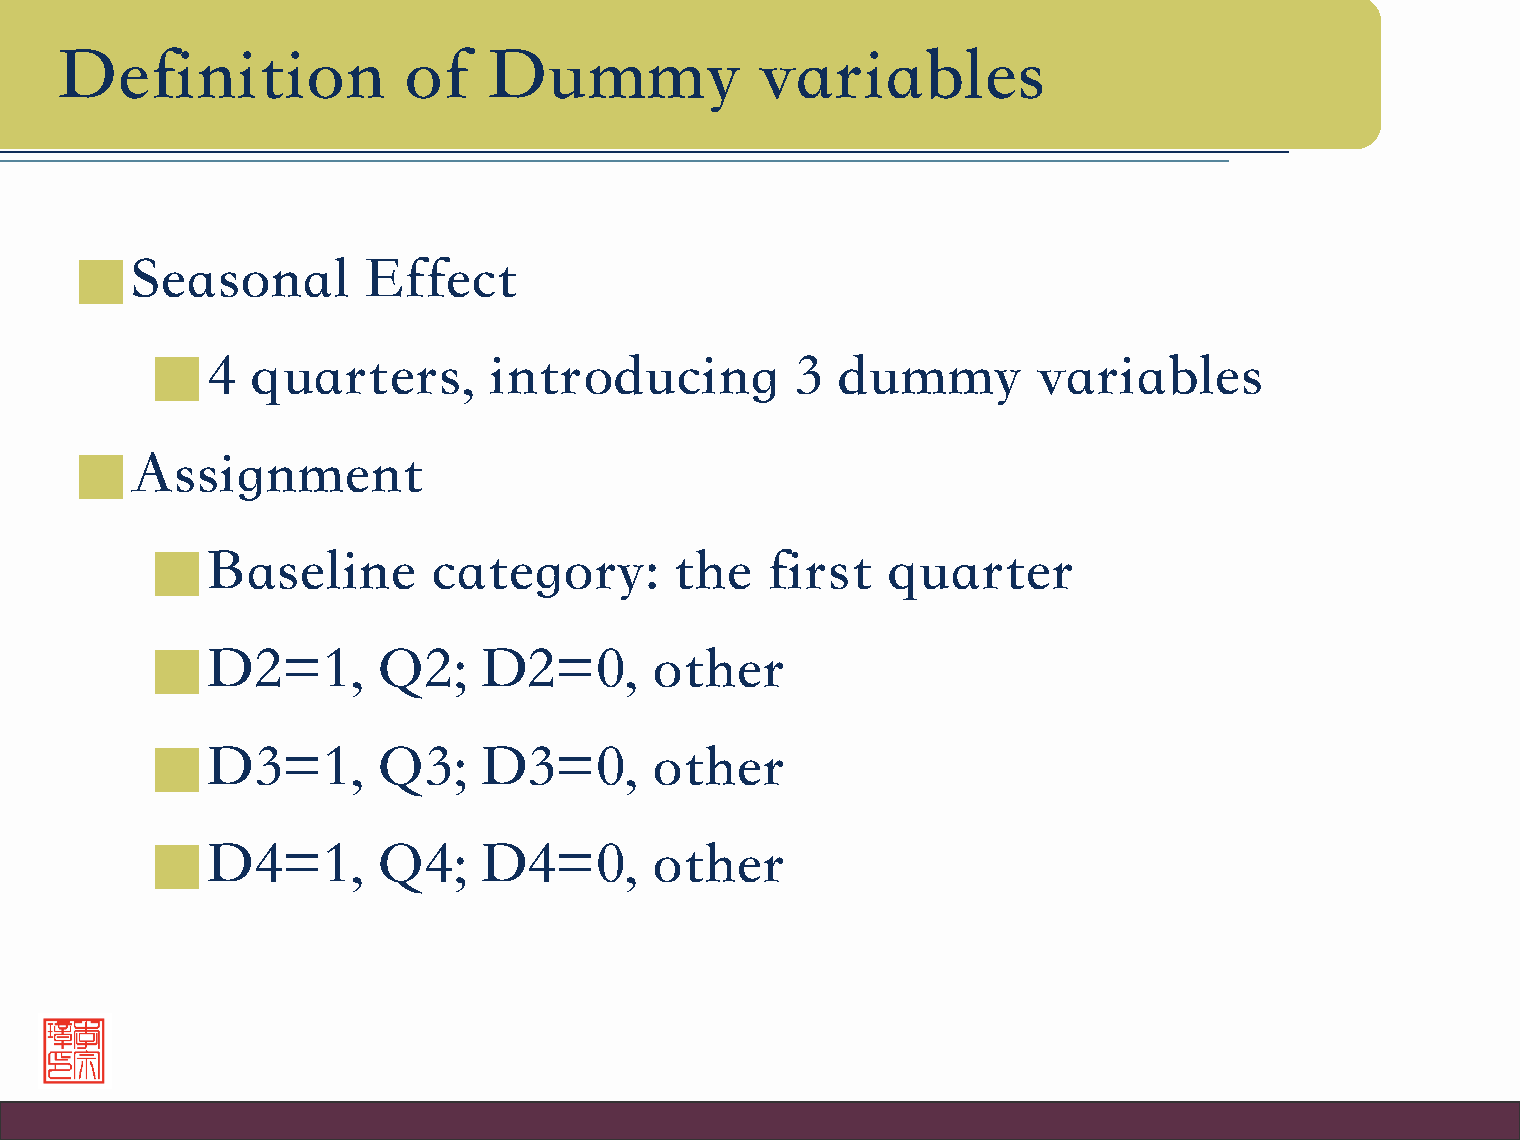 Definition of Dummy variables
Seasonal Effect
4 quarters, introducing 3 dummy variables
Assignment
Baseline category: the first quarter
D2=1, Q2; D2=0, other
D3=1, Q3; D3=0, other
D4=1, Q4; D4=0, other